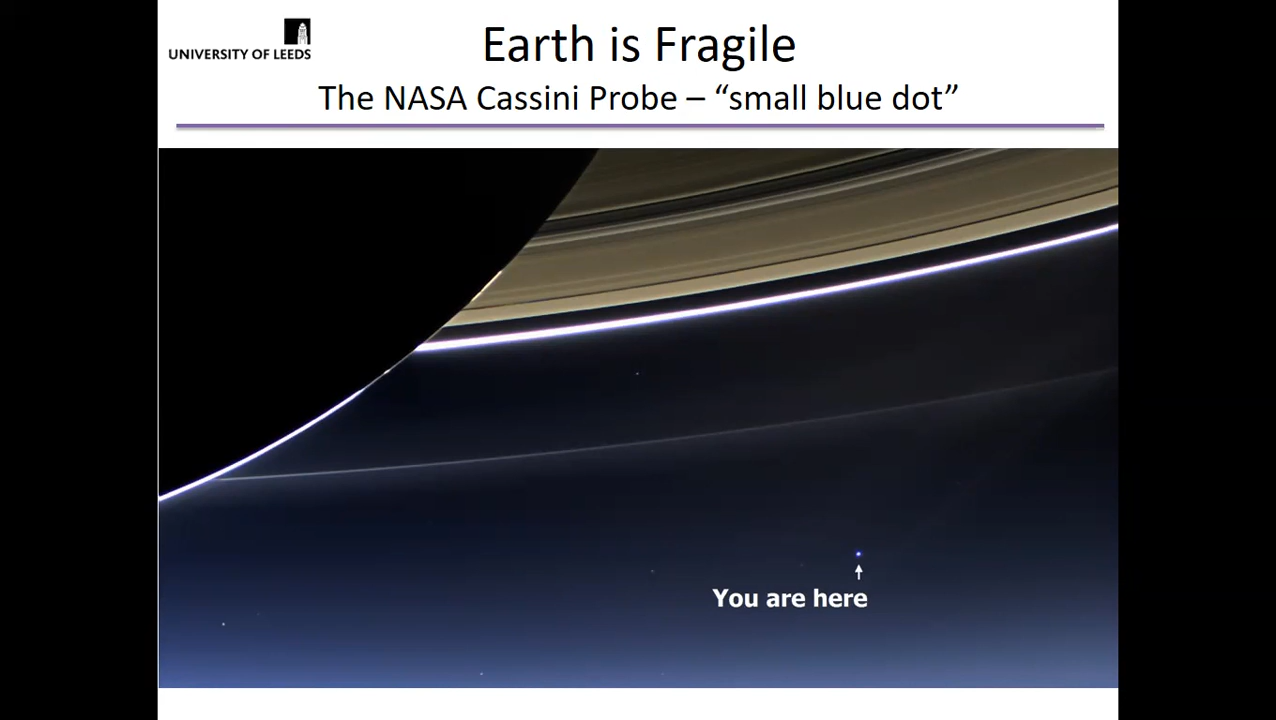 UNIVERSITY OF LEEDS
Earth is Fragile
The NASA Cassini Probe – “small blue dot”
You are here